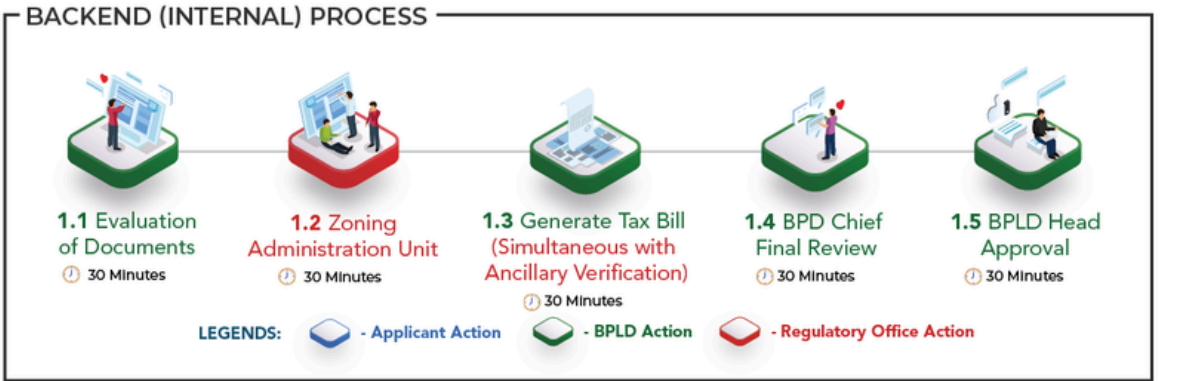 BACKEND (INTERNAL) PROCESS
1.1 Evaluation
of Documents
30 Minutes
1.2 Zoning
Administration Unit
30 Minutes
1.3 Generate Tax Bill
(Simultaneous with
Ancillary Verification)
30 Minutes
1.4 BPD Chief
Final Review
30 Minutes
1.5 BPLD Head
Approval
30 Minutes
LEGENDS:
- Applicant Action
- BPLD Action
- Regulatory Office Action